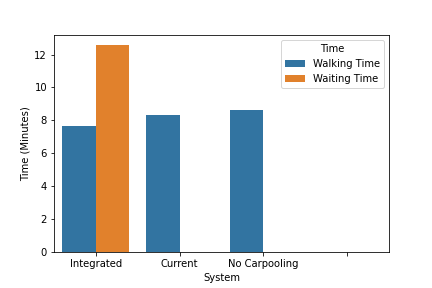 Time
Walking Time
Waiting Time
Time (Minutes)
12
10
8
6
4
2
0
Integrated Current No Carpooling
System